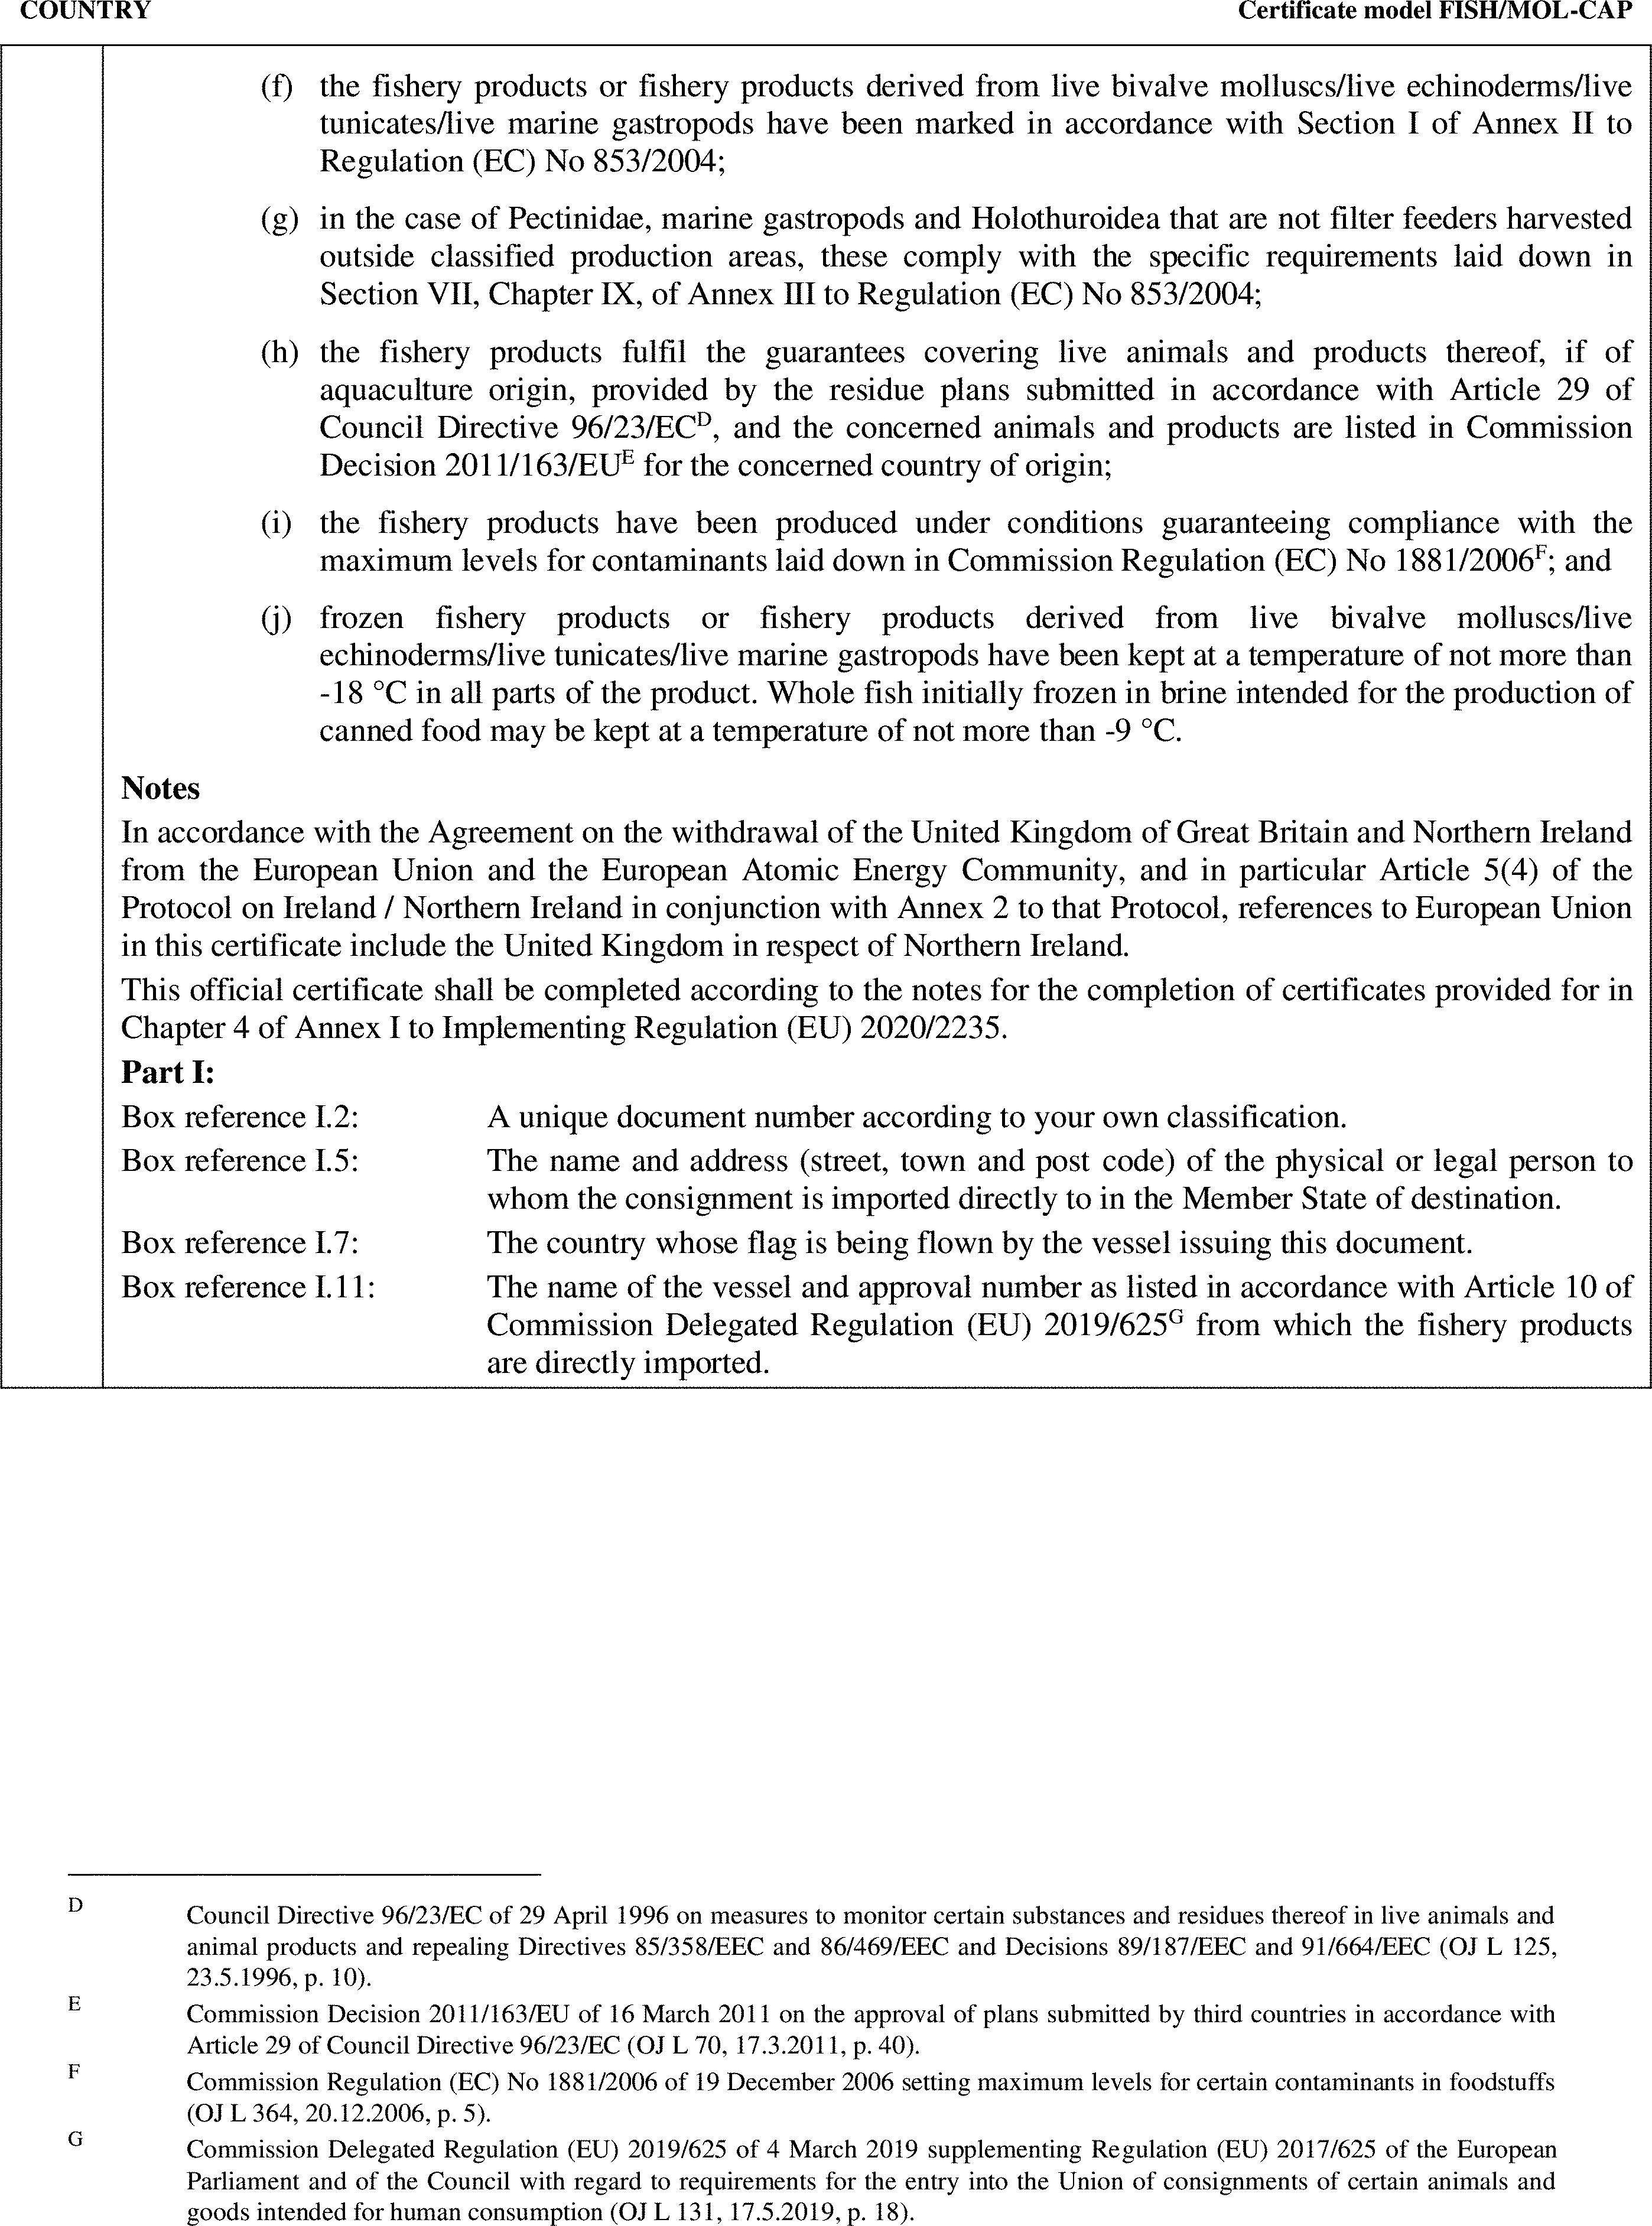 COUNTRY Certificate model FISH/MOL-CAP
(f) the fishery products or fishery products derived from live bivalve molluscs/live echinoderms/live
tunicates/live marine gastropods have been marked in accordance with Section I of Annex II to
Regulation (EC) No 853/2004;
(g) in the case of Pectinidae, marine gastropods and Holothuroidea that are not filter feeders harvested
outside classified production areas, these comply with the specific requirements laid down in
Section VII, Chapter IX, of Annex III to Regulation (EC) No 853/2004;
(h) the fishery products fulfil the guarantees covering live animals and products thereof, if of
aquaculture origin, provided by the residue plans submitted in accordance with Article 29 of
Council Directive 96/23/ECD, and the concerned animals and products are listed in Commission
Decision 2011/163/EUE for the concerned country of origin;
(i) the fishery products have been produced under conditions guaranteeing compliance with the
maximum levels for contaminants laid down in Commission Regulation (EC) No 1881/2006F; and
(j) frozen fishery products or fishery products derived from live bivalve molluscs/live
echinoderms/live tunicates/live marine gastropods have been kept at a temperature of not more than
-18 °C in all parts of the product. Whole fish initially frozen in brine intended for the production of
canned food may be kept at a temperature of not more than -9 °C.
Notes
In accordance with the Agreement on the withdrawal of the United Kingdom of Great Britain and Northern Ireland
from the European Union and the European Atomic Energy Community, and in particular Article 5(4) of the
Protocol on Ireland / Northern Ireland in conjunction with Annex 2 to that Protocol, references to European Union
in this certificate include the United Kingdom in respect of Northern Ireland.
This official certificate shall be completed according to the notes for the completion of certificates provided for in
Chapter 4 of Annex I to Implementing Regulation (EU) 2020/2235.
Part I:
Box reference I.2: A unique document number according to your own classification.
Box reference I.5: The name and address (street, town and post code) of the physical or legal person to
whom the consignment is imported directly to in the Member State of destination.
Box reference I.7: The country whose flag is being flown by the vessel issuing this document.
Box reference I.11: The name of the vessel and approval number as listed in accordance with Article 10 of
Commission Delegated Regulation (EU) 2019/625G from which the fishery products
are directly imported.
D Council Directive 96/23/EC of 29 April 1996 on measures to monitor certain substances and residues thereof in live animals and
animal products and repealing Directives 85/358/EEC and 86/469/EEC and Decisions 89/187/EEC and 91/664/EEC (OJ L 125,
23.5.1996, p. 10).
E Commission Decision 2011/163/EU of 16 March 2011 on the approval of plans submitted by third countries in accordance with
Article 29 of Council Directive 96/23/EC (OJ L 70, 17.3.2011, p. 40).
F Commission Regulation (EC) No 1881/2006 of 19 December 2006 setting maximum levels for certain contaminants in foodstuffs
(OJ L 364, 20.12.2006, p. 5).
G Commission Delegated Regulation (EU) 2019/625 of 4 March 2019 supplementing Regulation (EU) 2017/625 of the European
Parliament and of the Council with regard to requirements for the entry into the Union of consignments of certain animals and
goods intended for human consumption (OJ L 131, 17.5.2019, p. 18).